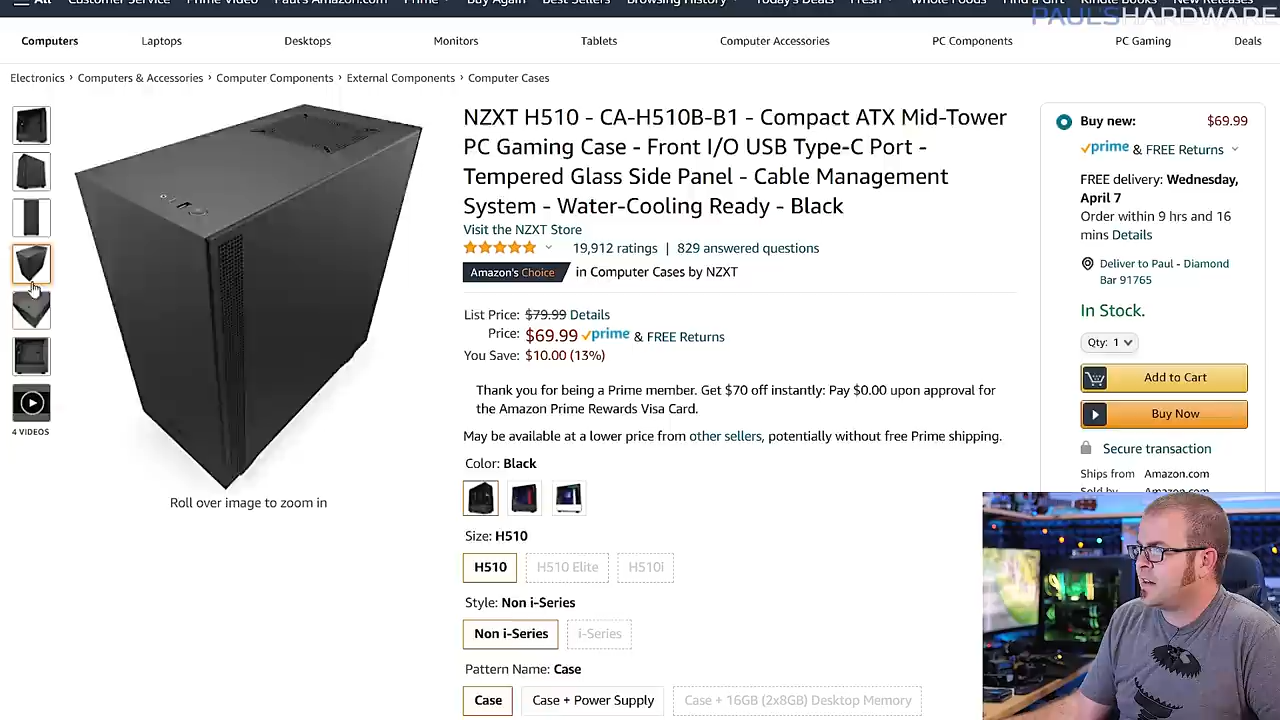 All Customer Service Prime Video Paul's Amazon.com Prime Buy Again Best Sellers Browsing History Today's Deals Fresh Whole Foods Find a Gift Kindle Books New Releases
PAUL'SHARDWARE
Computers Laptops Desktops Monitors Tablets Computer Accessories PC Components PC Gaming Deals
Electronics › Computers & Accessories › Computer Components › External Components › Computer Cases
4 VIDEOS
Roll over image to zoom in
NZXT H510 - CA-H510B-B1 - Compact ATX Mid-Tower
PC Gaming Case - Front I/O USB Type-C Port -
Tempered Glass Side Panel - Cable Management
System - Water-Cooling Ready - Black
Visit the NZXT Store
19,912 ratings | 829 answered questions
Amazon's Choice in Computer Cases by NZXT
List Price: $79.99 Details
Price: $69.99 prime & FREE Returns
You Save: $10.00 (13%)
Thank you for being a Prime member. Get $70 off instantly: Pay $0.00 upon approval for
the Amazon Prime Rewards Visa Card.
May be available at a lower price from other sellers, potentially without free Prime shipping.
Color: Black
Size: H510
H510 H510 Elite H510i
Style: Non i-Series
Non i-Series i-Series
Pattern Name: Case
Case Case + Power Supply Case + 16GB (2x8GB) Desktop Memory
Buy new: $69.99
prime & FREE Returns
FREE delivery: Wednesday,
April 7
Order within 9 hrs and 16
mins Details
Deliver to Paul - Diamond
Bar 91765
In Stock.
Qty: 1
Add to Cart
Buy Now
Secure transaction
Ships from Amazon.com
Sold by Amazon.com